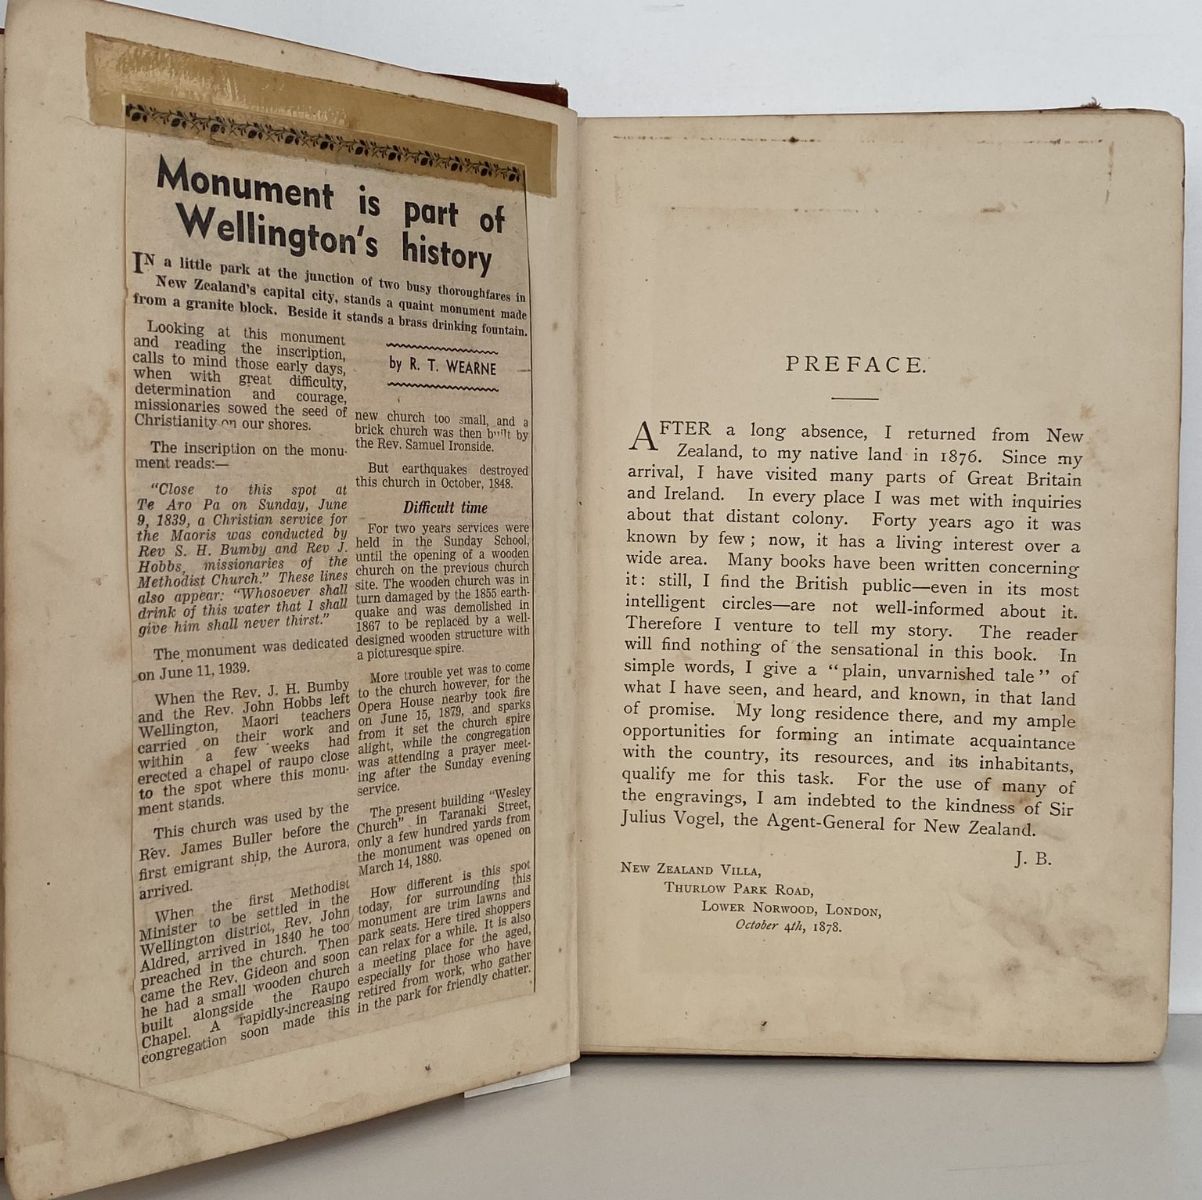 Monument is part of
Wellington's history
IN a little park at the junction of two busy thoroughfares in
New Zealand's capital city, stands a quaint monument made
from a granite block. Beside it stands a brass drinking fountain.
Looking at this monument
and reading the inscription,
calls to mind those early days,
when with great difficulty,
determination and courage,
missionaries sowed the seed of
Christianity on our shores.
The inscription on the monu-
ment reads:—
"Close to this spot at
Te Aro Pa on Sunday, June
9, 1839, a Christian service for
the Maoris was conducted by
Rev S. H. Bumby and Rev J.
Hobbs, missionaries of the
Methodist Church." These lines
also appear: "Whosoever shall
drink of this water that I shall
give him shall never thirst."
The monument was dedicated
on June 11, 1939.
When the Rev. J. H. Bumby
and the Rev. John Hobbs left
Wellington, Maori teachers
carried on their work and
within a few weeks had
erected a chapel of raupo close
to the spot where this monu-
ment stands.
This church was used by the
Rev. James Buller before the
first emigrant ship, the Aurora,
arrived.
When the first Methodist
Minister to be settled in the
Wellington district, Rev. John
Aldred, arrived in 1840 he too
preached in the church. Then
came the Rev. Gideon and soon
he had a small wooden church
built alongside the Raupo
Chapel. A rapidly-increasing
congregation soon made this
by R. T. WEARNE
new church too small, and a
brick church was then built by
the Rev. Samuel Ironside.
But earthquakes destroyed
this church in October, 1848.
Difficult time
For two years services were
held in the Sunday School,
until the opening of a wooden
church on the previous church
site. The wooden church was in
turn damaged by the 1855 earth-
quake and was demolished in
1867 to be replaced by a well-
designed wooden structure with
a picturesque spire.
More trouble yet was to come
to the church however, for the
Opera House nearby took fire
on June 15, 1879, and sparks
from it set the church spire
alight, while the congregation
was attending a prayer meet-
ing after the Sunday evening
service.
The present building "Wesley
Church" in Taranaki Street,
only a few hundred yards from
the monument was opened on
March 14, 1880.
How different is this spot
today, for surrounding this
monument are trim lawns and
park seats. Here tired shoppers
can relax for a while. It is also
a meeting place for the aged,
especially for those who have
retired from work, who gather
in the park for friendly chatter.
PREFACE.
AFTER a long absence, I returned from New
Zealand, to my native land in 1876. Since my
arrival, I have visited many parts of Great Britain
and Ireland. In every place I was met with inquiries
about that distant colony. Forty years ago it was
known by few; now, it has a living interest over a
wide area. Many books have been written concerning
it: still, I find the British public—even in its most
intelligent circles—are not well-informed about it.
Therefore I venture to tell my story. The reader
will find nothing of the sensational in this book. In
simple words, I give a "plain, unvarnished tale" of
what I have seen, and heard, and known, in that land
of promise. My long residence there, and my ample
opportunities for forming an intimate acquaintance
with the country, its resources, and its inhabitants,
qualify me for this task. For the use of many of
the engravings, I am indebted to the kindness of Sir
Julius Vogel, the Agent-General for New Zealand.
J. B.
NEW ZEALAND VILLA,
THURLOW PARK ROAD,
LOWER NORWOOD, LONDON,
October 4th, 1878.